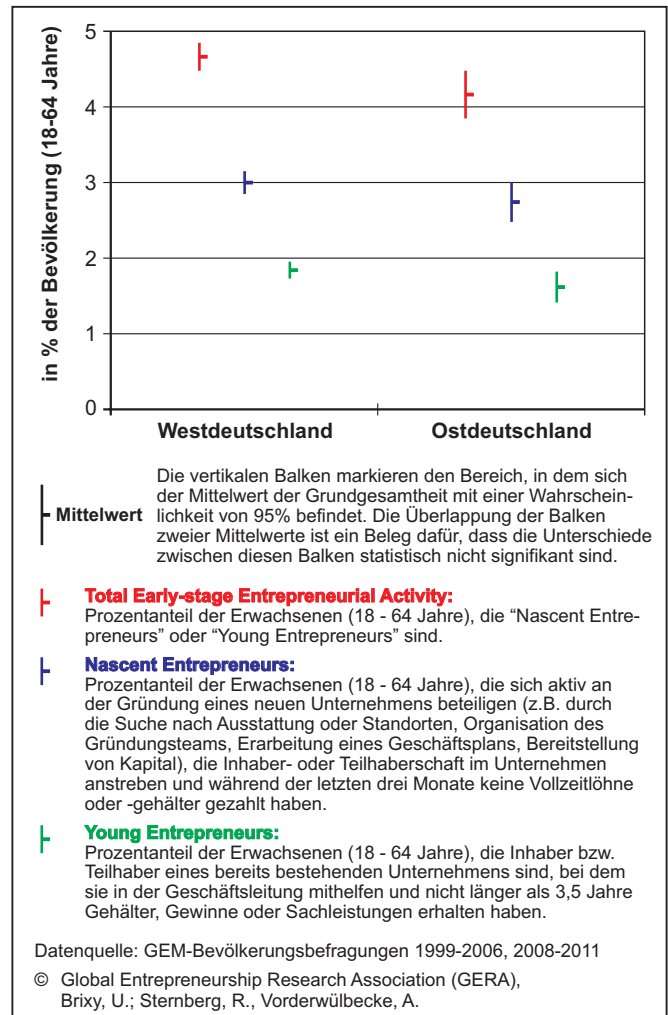 in % der Bevölkerung (18-64 Jahre)
5
4
3
2
1
0
Westdeutschland Ostdeutschland
Mittelwert
Die vertikalen Balken markieren den Bereich, in dem sich
der Mittelwert der Grundgesamtheit mit einer Wahrschein-
lichkeit von 95% befindet. Die Überlappung der Balken
zweier Mittelwerte ist ein Beleg dafür, dass die Unterschiede
zwischen diesen Balken statistisch nicht signifikant sind.
Total Early-stage Entrepreneurial Activity:
Prozentanteil der Erwachsenen (18 - 64 Jahre), die “Nascent Entre-
preneurs” oder “Young Entrepreneurs” sind.
Nascent Entrepreneurs:
Prozentanteil der Erwachsenen (18 - 64 Jahre), die sich aktiv an
der Gründung eines neuen Unternehmens beteiligen (z.B. durch
die Suche nach Ausstattung oder Standorten, Organisation des
Gründungsteams, Erarbeitung eines Geschäftsplans, Bereitstellung
von Kapital), die Inhaber- oder Teilhaberschaft im Unternehmen
anstreben und während der letzten drei Monate keine Vollzeitlöhne
oder -gehälter gezahlt haben.
Young Entrepreneurs:
Prozentanteil der Erwachsenen (18 - 64 Jahre), die Inhaber bzw.
Teilhaber eines bereits bestehenden Unternehmens sind, bei dem
sie in der Geschäftsleitung mithelfen und nicht länger als 3,5 Jahre
Gehälter, Gewinne oder Sachleistungen erhalten haben.
Datenquelle: GEM-Bevölkerungsbefragungen 1999-2006, 2008-2011
© Global Entrepreneurship Research Association (GERA),
Brixy, U.; Sternberg, R., Vorderwülbecke, A.